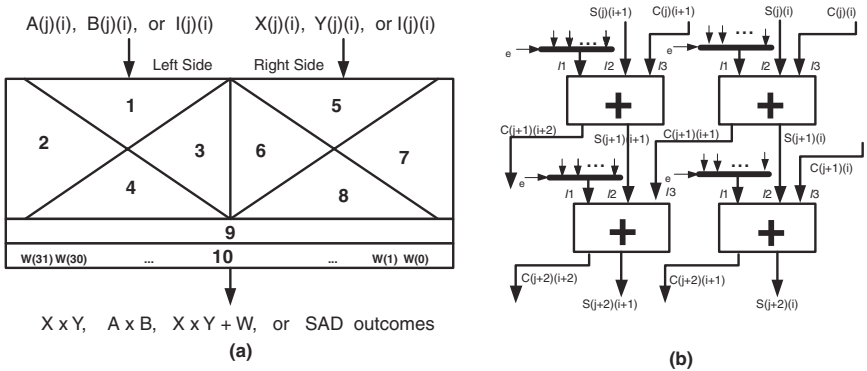 A(j)(i), B(j)(i), or I(j)(i)
X(j)(i), Y(j)(i), or I(j)(i)
Left Side
Right Side
1
2
3
4
5
6
7
8
9
W(31) W(30)
...
10
...
W(1) W(0)
X x Y, A x B, X x Y + W, or SAD outcomes
(a)
S(j)(i+1)
C(j)(i+1)
S(j)(i)
C(j)(i)
e
...
e
...
I1
I2
I3
I1
I2
I3
+
+
C(j+1)(i+2)
S(j+1)(i+1)
C(j+1)(i+1)
S(j+1)(i)
C(j+1)(i)
e
...
e
...
I1
I2
I3
I1
I2
I3
+
+
C(j+2)(i+2)
S(j+2)(i+1)
C(j+2)(i+1)
S(j+2)(i)
(b)